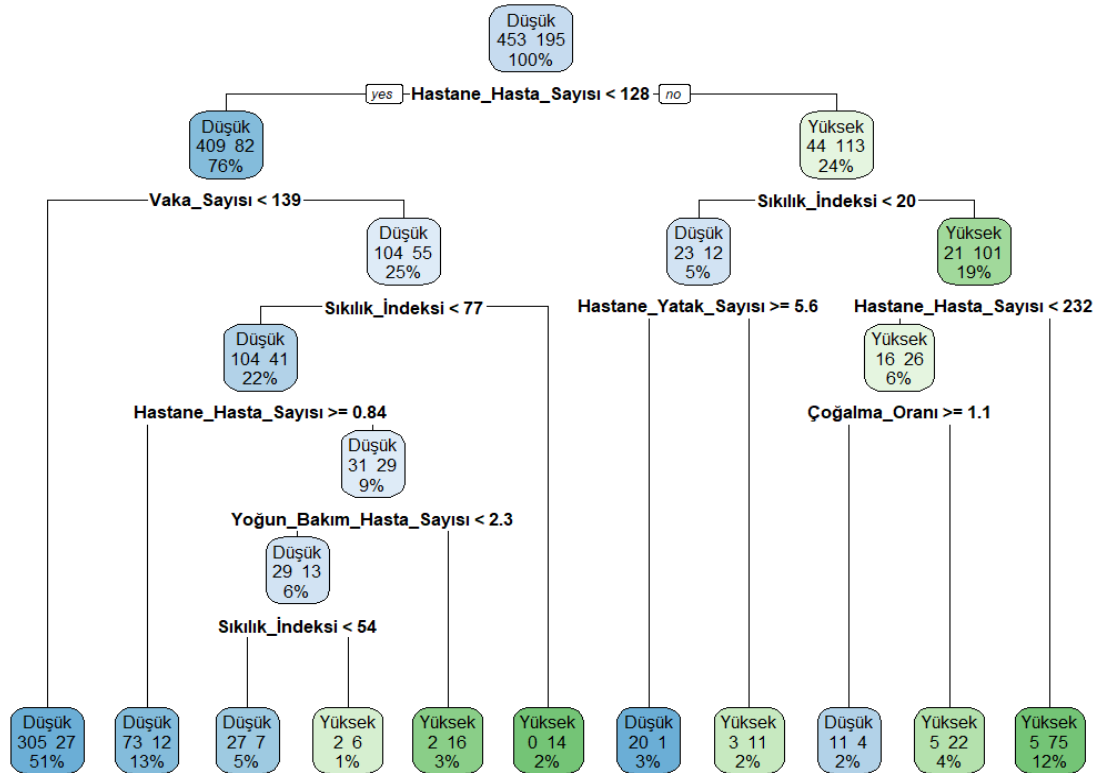 Düşük
453 195
100%
yes Hastane_Hasta_Sayısı < 128 no
Düşük
409 82
76%
Yüksek
44 113
24%
Vaka_Sayısı < 139
Sıkılık_İndeksi < 20
Düşük
104 55
25%
Düşük
23 12
5%
Yüksek
21 101
19%
Sıkılık_İndeksi < 77
Hastane_Yatak_Sayısı >= 5.6
Hastane_Hasta_Sayısı < 232
Düşük
104 41
22%
Yüksek
16 26
6%
Hastane_Hasta_Sayısı >= 0.84
Çoğalma_Oranı >= 1.1
Düşük
31 29
9%
Yoğun_Bakım_Hasta_Sayısı < 2.3
Düşük
29 13
6%
Sıkılık_İndeksi < 54
Düşük
305 27
51%
Düşük
73 12
13%
Düşük
27 7
5%
Yüksek
2 6
1%
Yüksek
2 16
3%
Yüksek
0 14
2%
Düşük
20 1
3%
Yüksek
3 11
2%
Düşük
11 4
2%
Yüksek
5 22
4%
Yüksek
5 75
12%